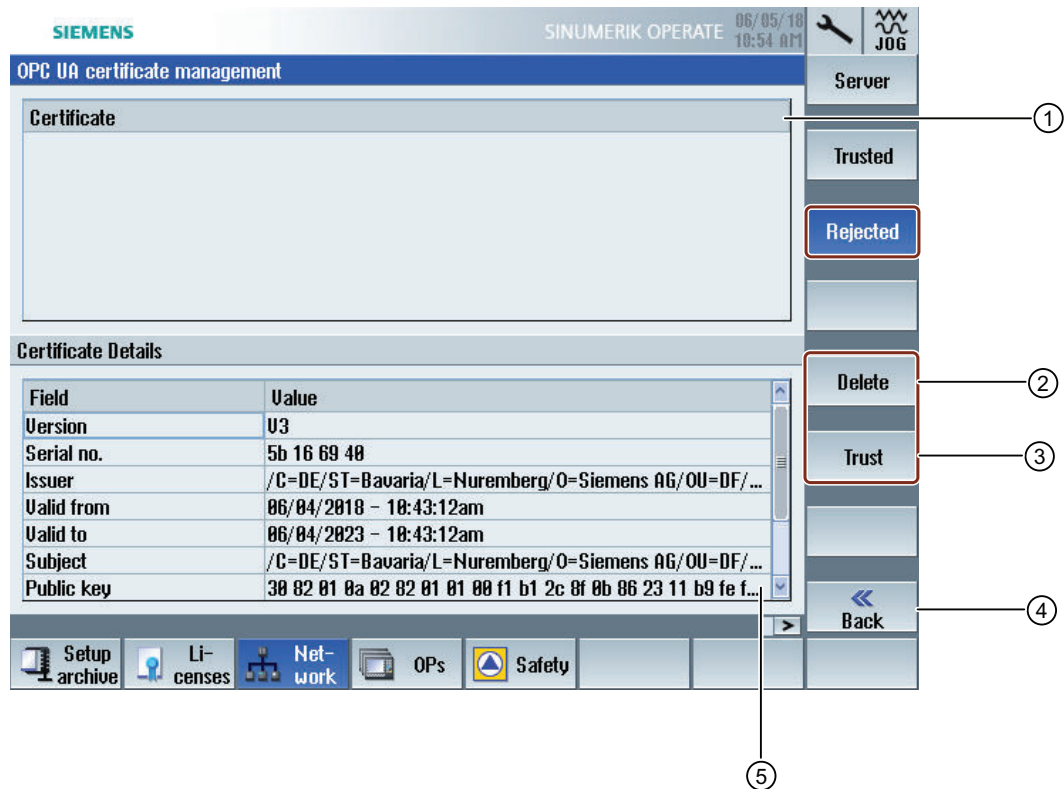 SIEMENS
SINUMERIK OPERATE
06/05/18
10:54 AM
JOG
OPC UA certificate management
Server
Certificate
①
Trusted
Rejected
Certificate Details
Delete
②
Field Value
Version V3
Serial no. 5b 16 69 40
Trust
③
Issuer /C=DE/ST=Bavaria/L=Nuremberg/O=Siemens AG/OU=DF/...
Valid from 06/04/2018 - 10:43:12am
Valid to 06/04/2023 - 10:43:12am
Subject /C=DE/ST=Bavaria/L=Nuremberg/O=Siemens AG/OU=DF/...
Public key 30 82 01 0a 02 82 01 01 00 f1 b1 2c 8f 0b 86 23 11 b9 fe f...
Back
④
>
Setup
archive
Li-
censes
Net-
work
OPs
Safety
⑤